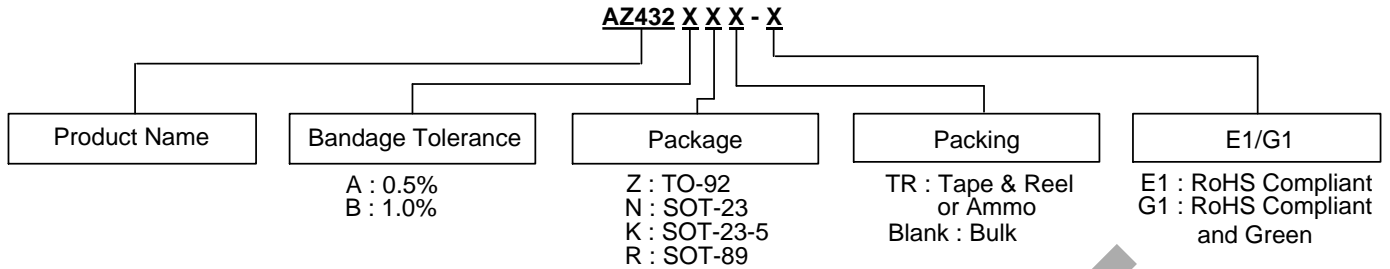 AZ432 X X X - X
Product Name
Bandage Tolerance
A : 0.5%
B : 1.0%
Package
Z : TO-92
N : SOT-23
K : SOT-23-5
R : SOT-89
Packing
TR : Tape & Reel
or Ammo
Blank : Bulk
E1/G1
E1 : RoHS Compliant
G1 : RoHS Compliant
and Green